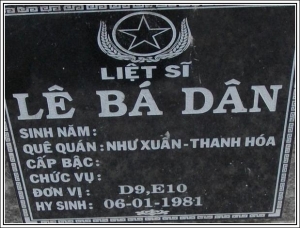 LIỆT SĨ
LÊ BÁ DÂN
SINH NĂM:
QUÊ QUÁN: NHƯ XUÂN - THANH HÓA
CẤP BẬC:
CHỨC VỤ:
ĐƠN VỊ: D9,E10
HY SINH: 06-01-1981